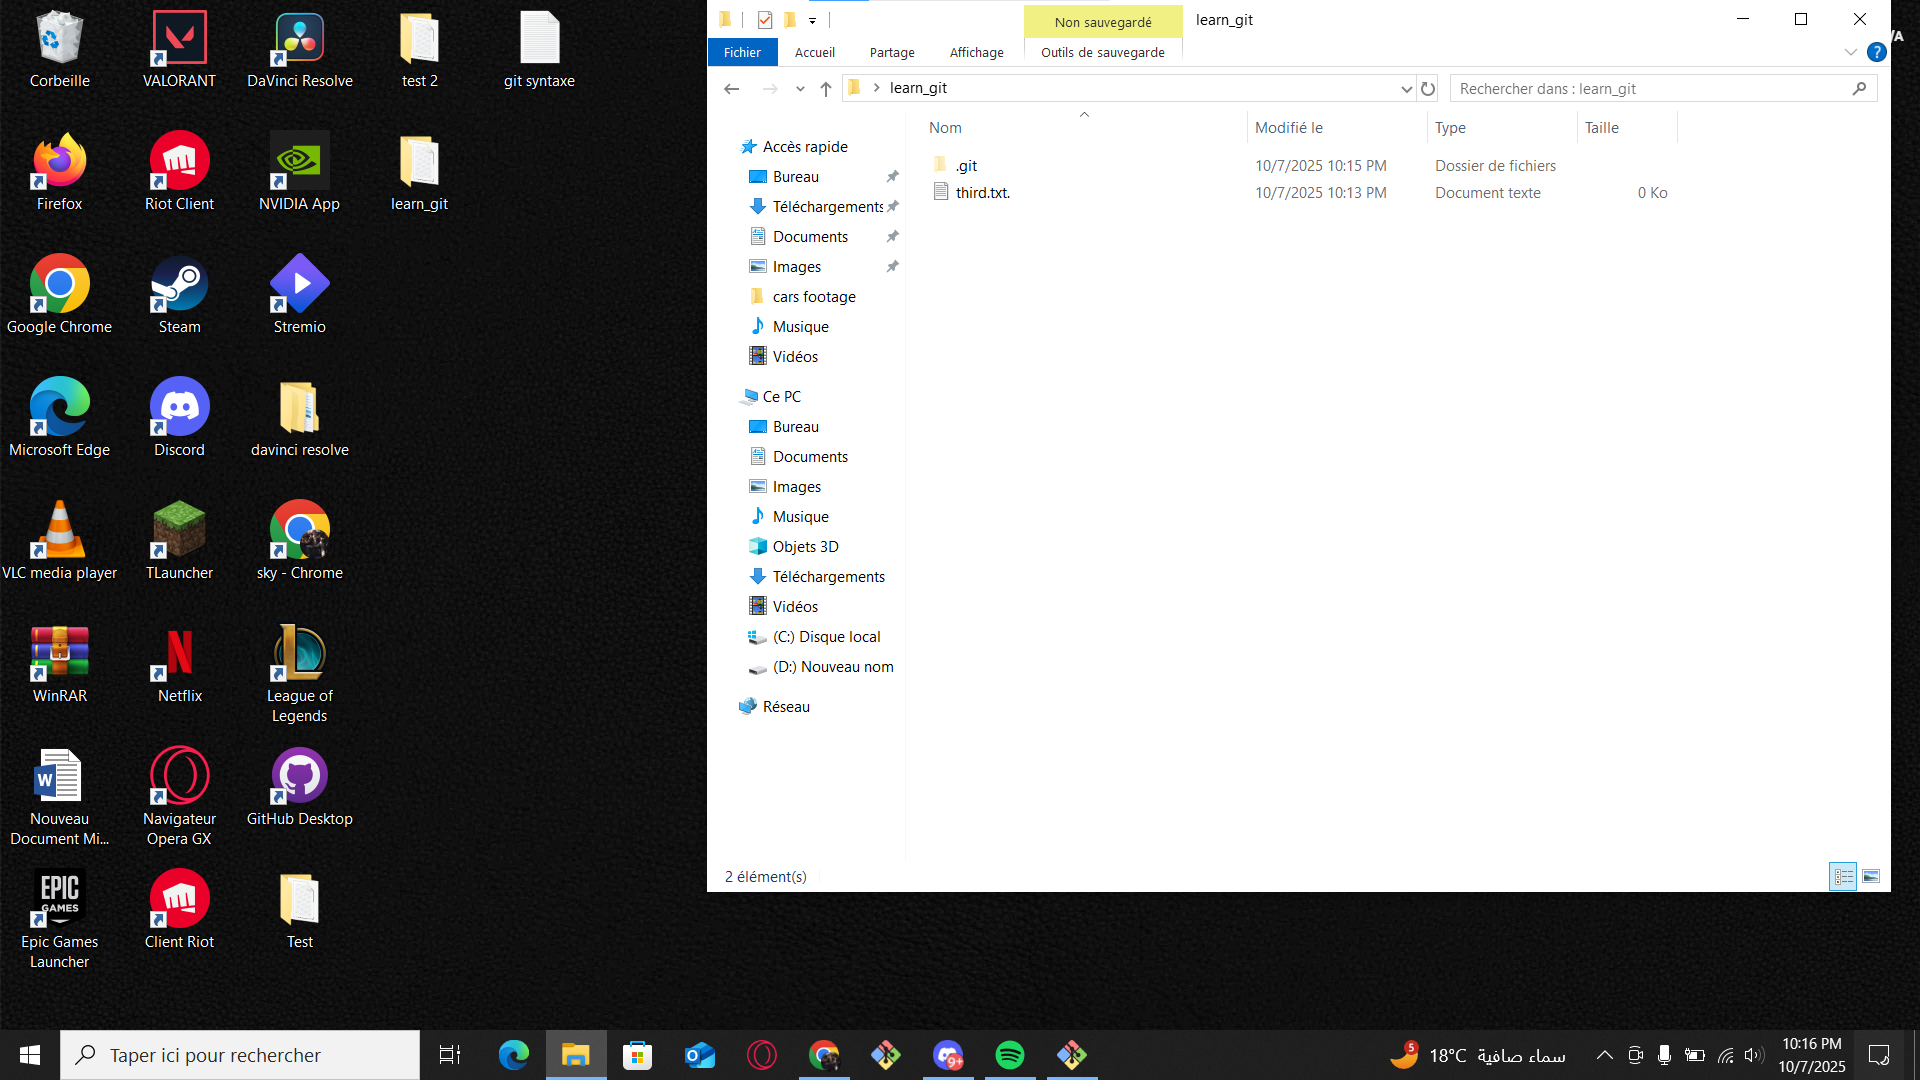 Corbeille
VALORANT
DaVinci Resolve
test 2
git syntaxe
Firefox
Riot Client
NVIDIA App
learn_git
Google Chrome
Steam
Stremio
Microsoft Edge
Discord
davinci resolve
VLC media player
TLauncher
sky - Chrome
WinRAR
Netflix
League of
Legends
Nouveau
Document Mi...
Navigateur
Opera GX
GitHub Desktop
EPIC
GAMES
Epic Games
Launcher
Client Riot
Test
Non sauvegardé
learn_git
Fichier
Accueil
Partage
Affichage
Outils de sauvegarde
learn_git
Rechercher dans : learn_git
Nom
Modifié le
Type
Taille
.git
10/7/2025 10:15 PM
Dossier de fichiers
third.txt.
10/7/2025 10:13 PM
Document texte
0 Ko
Accès rapide
Bureau
Téléchargements
Documents
Images
cars footage
Musique
Vidéos
Ce PC
Bureau
Documents
Images
Musique
Objets 3D
Téléchargements
Vidéos
(C:) Disque local
(D:) Nouveau nom
Réseau
2 élément(s)
Taper ici pour rechercher
9+
5
18°C سماء صافية
10:16 PM
10/7/2025